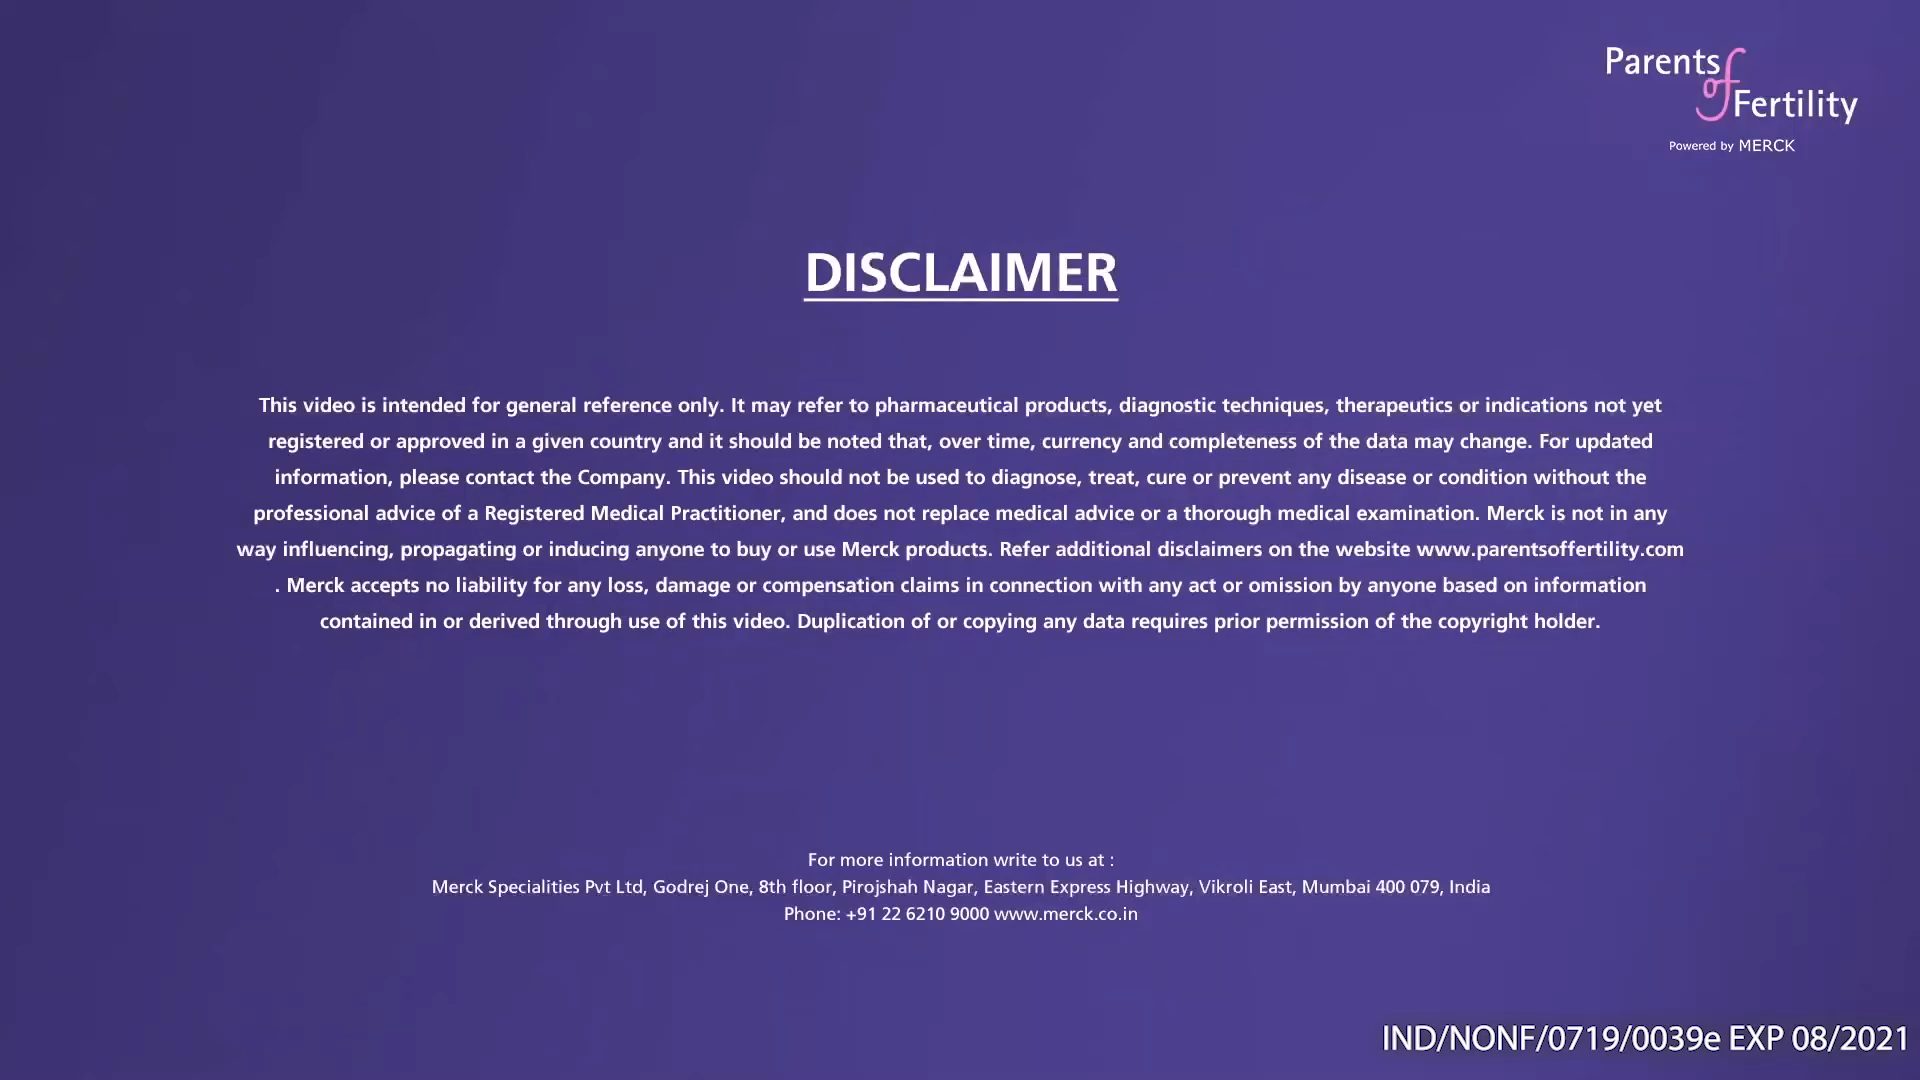 Parents
of
Fertility
Powered by MERCK
DISCLAIMER
This video is intended for general reference only. It may refer to pharmaceutical products, diagnostic techniques, therapeutics or indications not yet
registered or approved in a given country and it should be noted that, over time, currency and completeness of the data may change. For updated
information, please contact the Company. This video should not be used to diagnose, treat, cure or prevent any disease or condition without the
professional advice of a Registered Medical Practitioner, and does not replace medical advice or a thorough medical examination. Merck is not in any
way influencing, propagating or inducing anyone to buy or use Merck products. Refer additional disclaimers on the website www.parentsoffertility.com
. Merck accepts no liability for any loss, damage or compensation claims in connection with any act or omission by anyone based on information
contained in or derived through use of this video. Duplication of or copying any data requires prior permission of the copyright holder.
For more information write to us at :
Merck Specialities Pvt Ltd, Godrej One, 8th floor, Pirojshah Nagar, Eastern Express Highway, Vikroli East, Mumbai 400 079, India
Phone: +91 22 6210 9000 www.merck.co.in
IND/NONF/0719/0039e EXP 08/2021